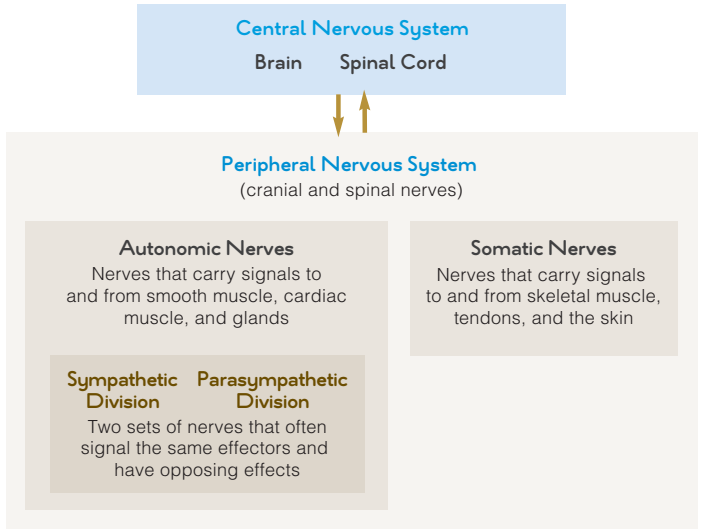 Central Nervous System
Brain Spinal Cord
Peripheral Nervous System
(cranial and spinal nerves)
Autonomic Nerves
Nerves that carry signals to
and from smooth muscle, cardiac
muscle, and glands
Sympathetic Division
Parasympathetic Division
Two sets of nerves that often
signal the same effectors and
have opposing effects
Somatic Nerves
Nerves that carry signals
to and from skeletal muscle,
tendons, and the skin